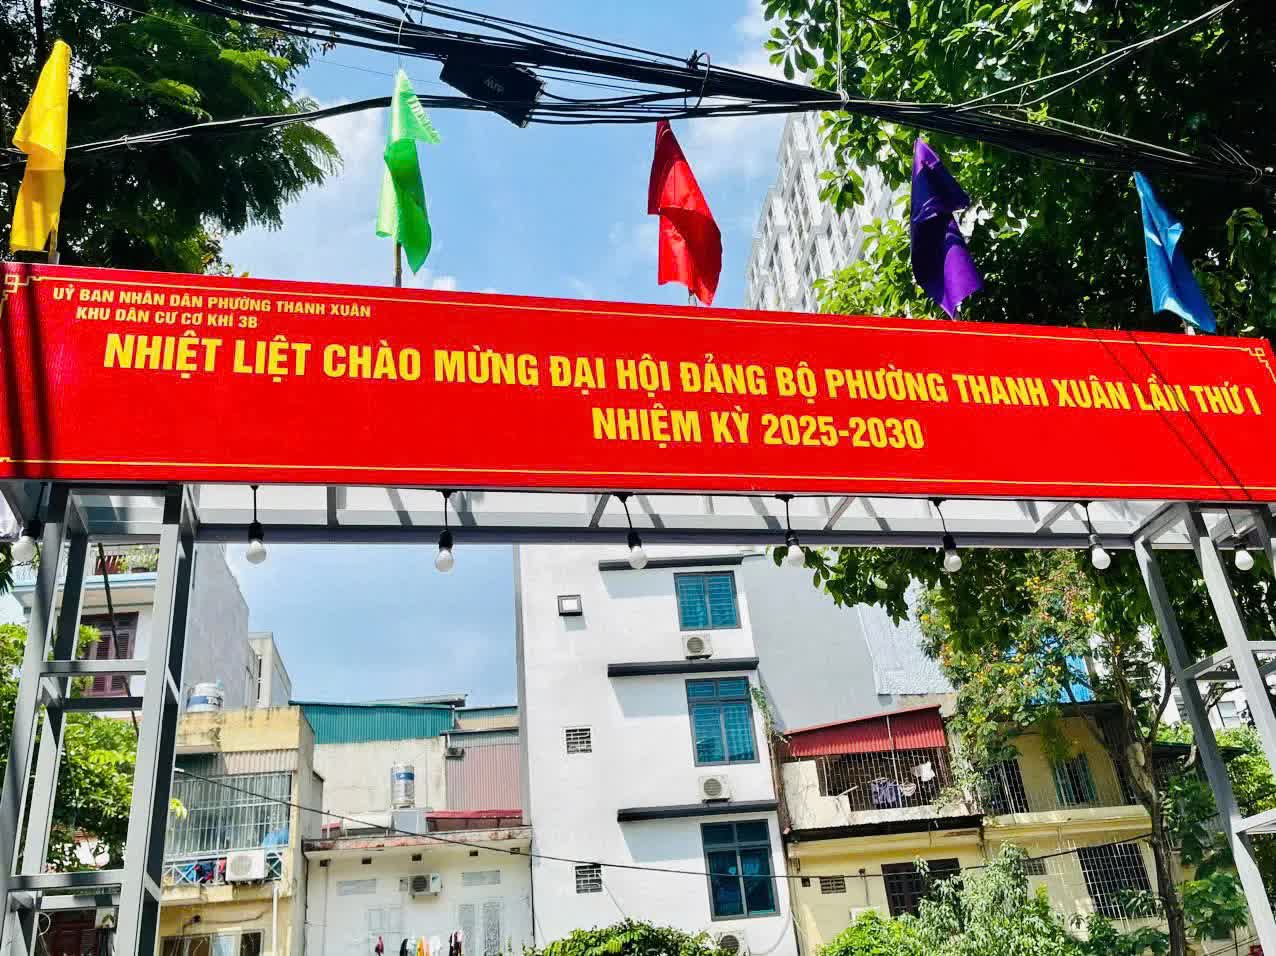 UỶ BAN NHÂN DÂN PHƯỜNG THANH XUÂN
KHU DÂN CƯ CƠ KHÍ 3B
NHIỆT LIỆT CHÀO MỪNG ĐẠI HỘI ĐẢNG BỘ PHƯỜNG THANH XUÂN LẦN THỨ I
NHIỆM KỲ 2025-2030